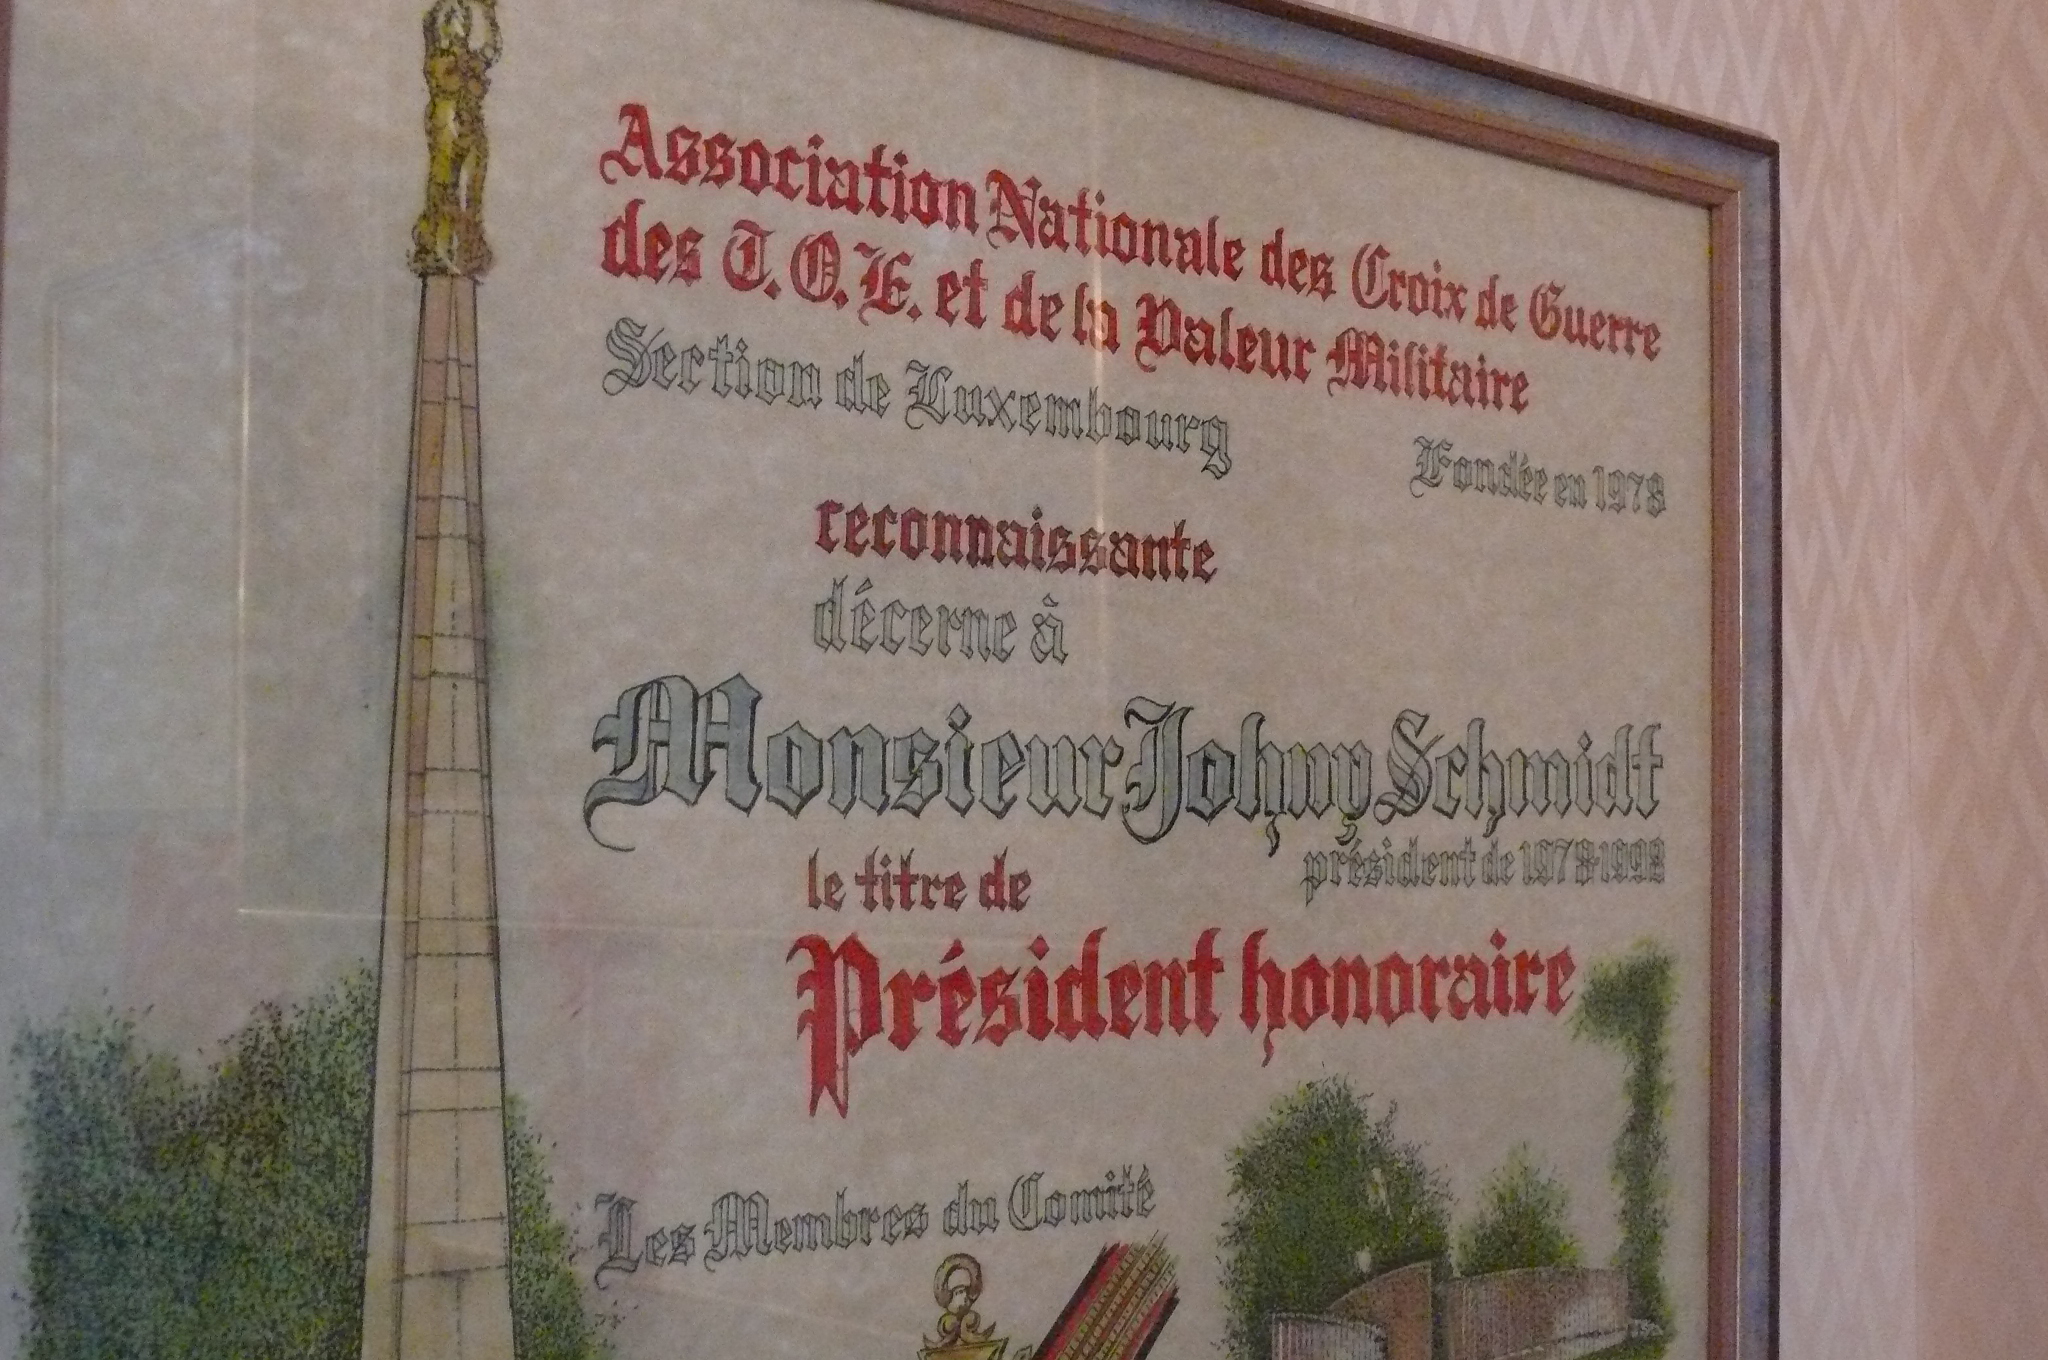 Association Nationale des Croix de Guerre
des T.O.E. et de la Valeur Militaire
Section de Luxembourg
Fondée en 1978
reconnaissante
décerne à
Monsieur Johny Schmidt
président de 1978-1992
le titre de
Président honoraire
Les Membres du Comité